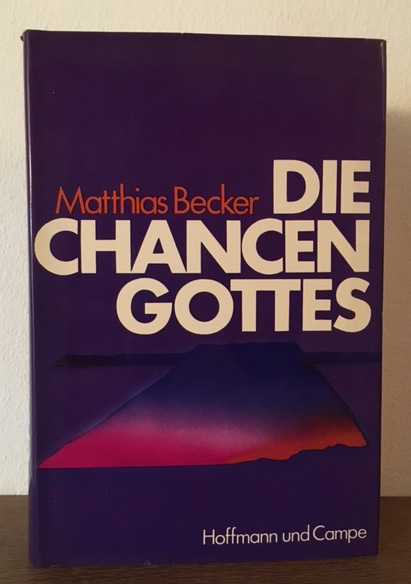 Matthias Becker DIE
CHANCEN
GOTTES
Hoffmann und Campe